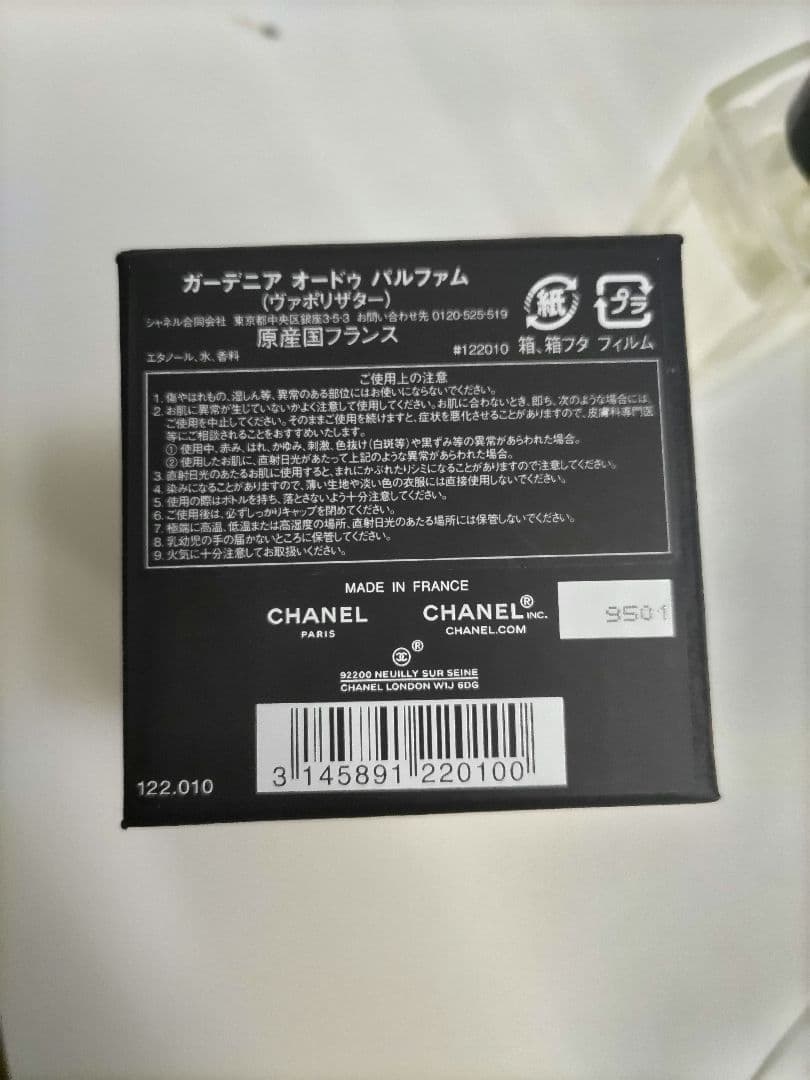 ガーデニア オードゥ パルファム
(ヴァポリザター)
シャネル合同会社 東京都中央区銀座3-5-3 お問い合わせ先 0120-525-519
原産国フランス
エタノール、水、香料
#122010
紙 プラ
箱、箱フタ フィルム
ご使用上の注意
1. 傷やはれもの、湿しん等、異常のある部位にはお使いにならないでください。
2. お肌に異常が生じていないかよく注意して使用してください。お肌に合わないとき、即ち、次のような場合には、
ご使用を中止してください。そのままご使用を続けますと、症状を悪化させることがありますので、皮膚科専門医
等にご相談されることをおすすめいたします。
① 使用中、赤み、はれ、かゆみ、刺激、色抜け(白斑等)や黒ずみ等の異常があらわれた場合。
② 使用したお肌に、直射日光があたって上記のような異常があらわれた場合。
3. 直射日光のあたるお肌に使用すると、まれにかぶれたりシミになることがありますので注意してください。
4. 染みになることがありますので、薄い生地や淡い色の衣服には直接使用しないでください。
5. 使用の際はボトルを持ち、落とさないよう十分注意してください。
6. ご使用後は、必ずしっかりキャップを閉めてください。
7. 極端に高温、低温または高湿度の場所、直射日光のあたる場所には保管しないでください。
8. 乳幼児の手の届かないところに保管してください。
9. 火気に十分注意してお取扱いください。
MADE IN FRANCE
CHANEL CHANEL® INC.
PARIS CHANEL.COM
9501
®
92200 NEUILLY SUR SEINE
CHANEL LONDON W1J 6DG
3 145891 220100
122.010